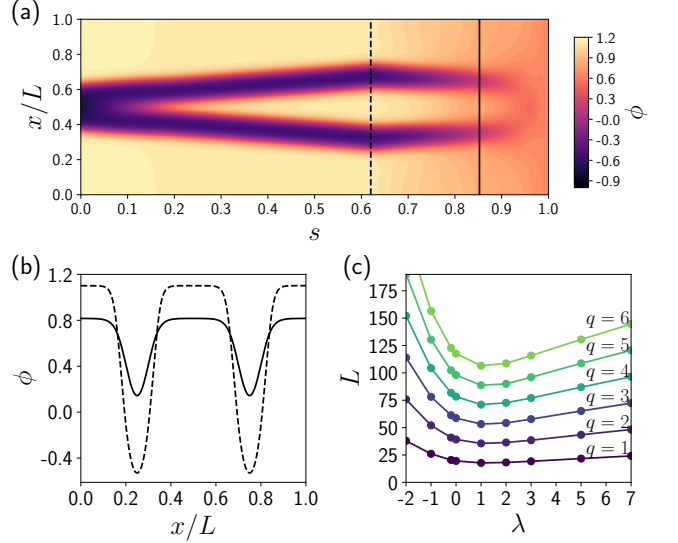 (a)
x/L
1.0
0.8
0.6
0.4
0.2
0.0
0.0 0.1 0.2 0.3 0.4 0.5 0.6 0.7 0.8 0.9 1.0
s
1.2
0.9
0.6
0.3
-0.0
-0.3
-0.6
-0.9
ϕ
(b)
ϕ
1.2
0.8
0.4
0.0
-0.4
0.0 0.2 0.4 0.6 0.8 1.0
x/L
(c)
L
175
150
125
100
75
50
25
0
q = 6
q = 5
q = 4
q = 3
q = 2
q = 1
-2 -1 0 1 2 3 4 5 6 7
λ